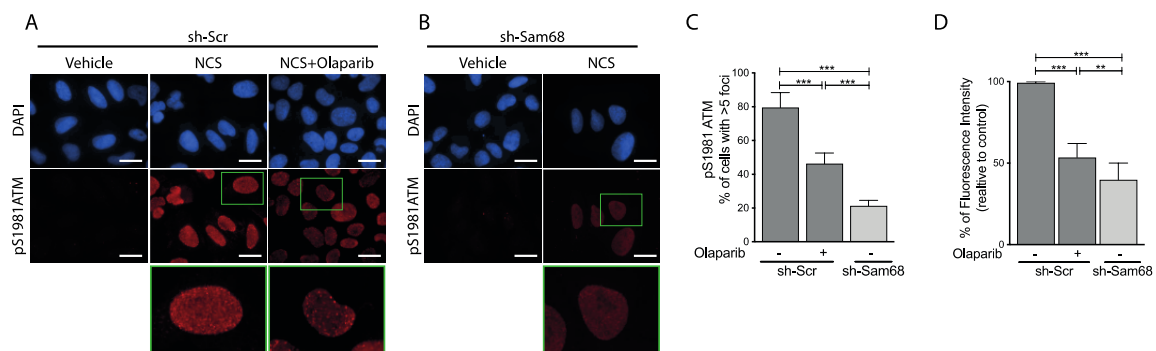 A
sh-Scr
Vehicle NCS NCS+Olaparib
DAPI
pS1981ATM
B
sh-Sam68
Vehicle NCS
DAPI
pS1981ATM
C
pS1981 ATM
% of cells with >5 foci
100
80
60
40
20
0
***
*** ***
Olaparib - + -
sh-Scr sh-Sam68
D
% of Fluorescence Intensity
(realtive to control)
100
50
0
***
*** **
Olaparib - + -
sh-Scr sh-Sam68